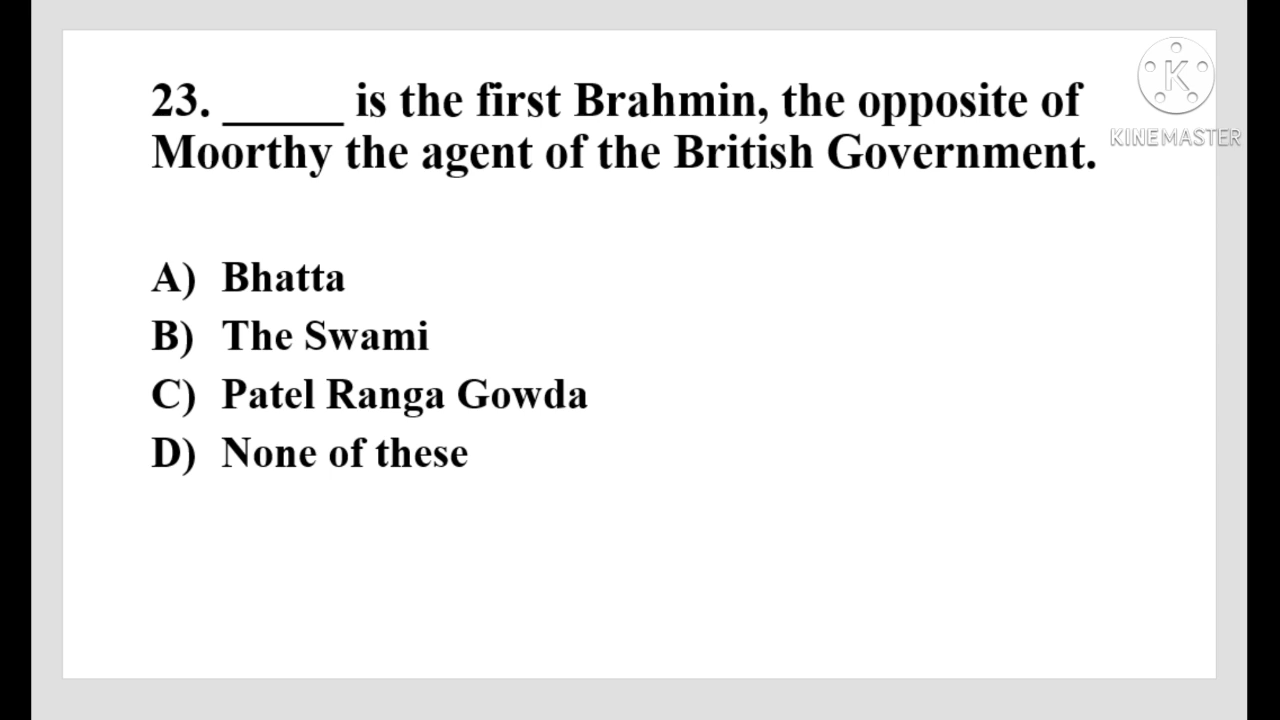 23. _____ is the first Brahmin, the opposite of
Moorthy the agent of the British Government.
A) Bhatta
B) The Swami
C) Patel Ranga Gowda
D) None of these
K
KINEMASTER